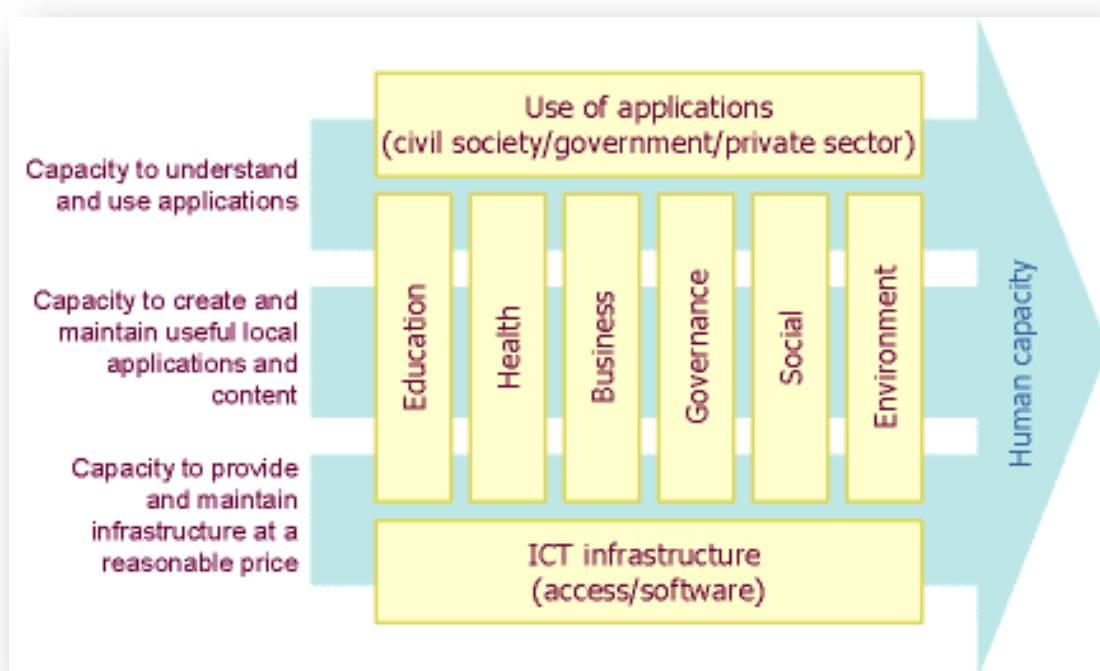 Use of applications
(civil society/government/private sector)
Capacity to understand
and use applications
Capacity to create and
maintain useful local
applications and
content
Capacity to provide
and maintain
infrastructure at a
reasonable price
Education
Health
Business
Governance
Social
Environment
Human capacity
ICT infrastructure
(access/software)